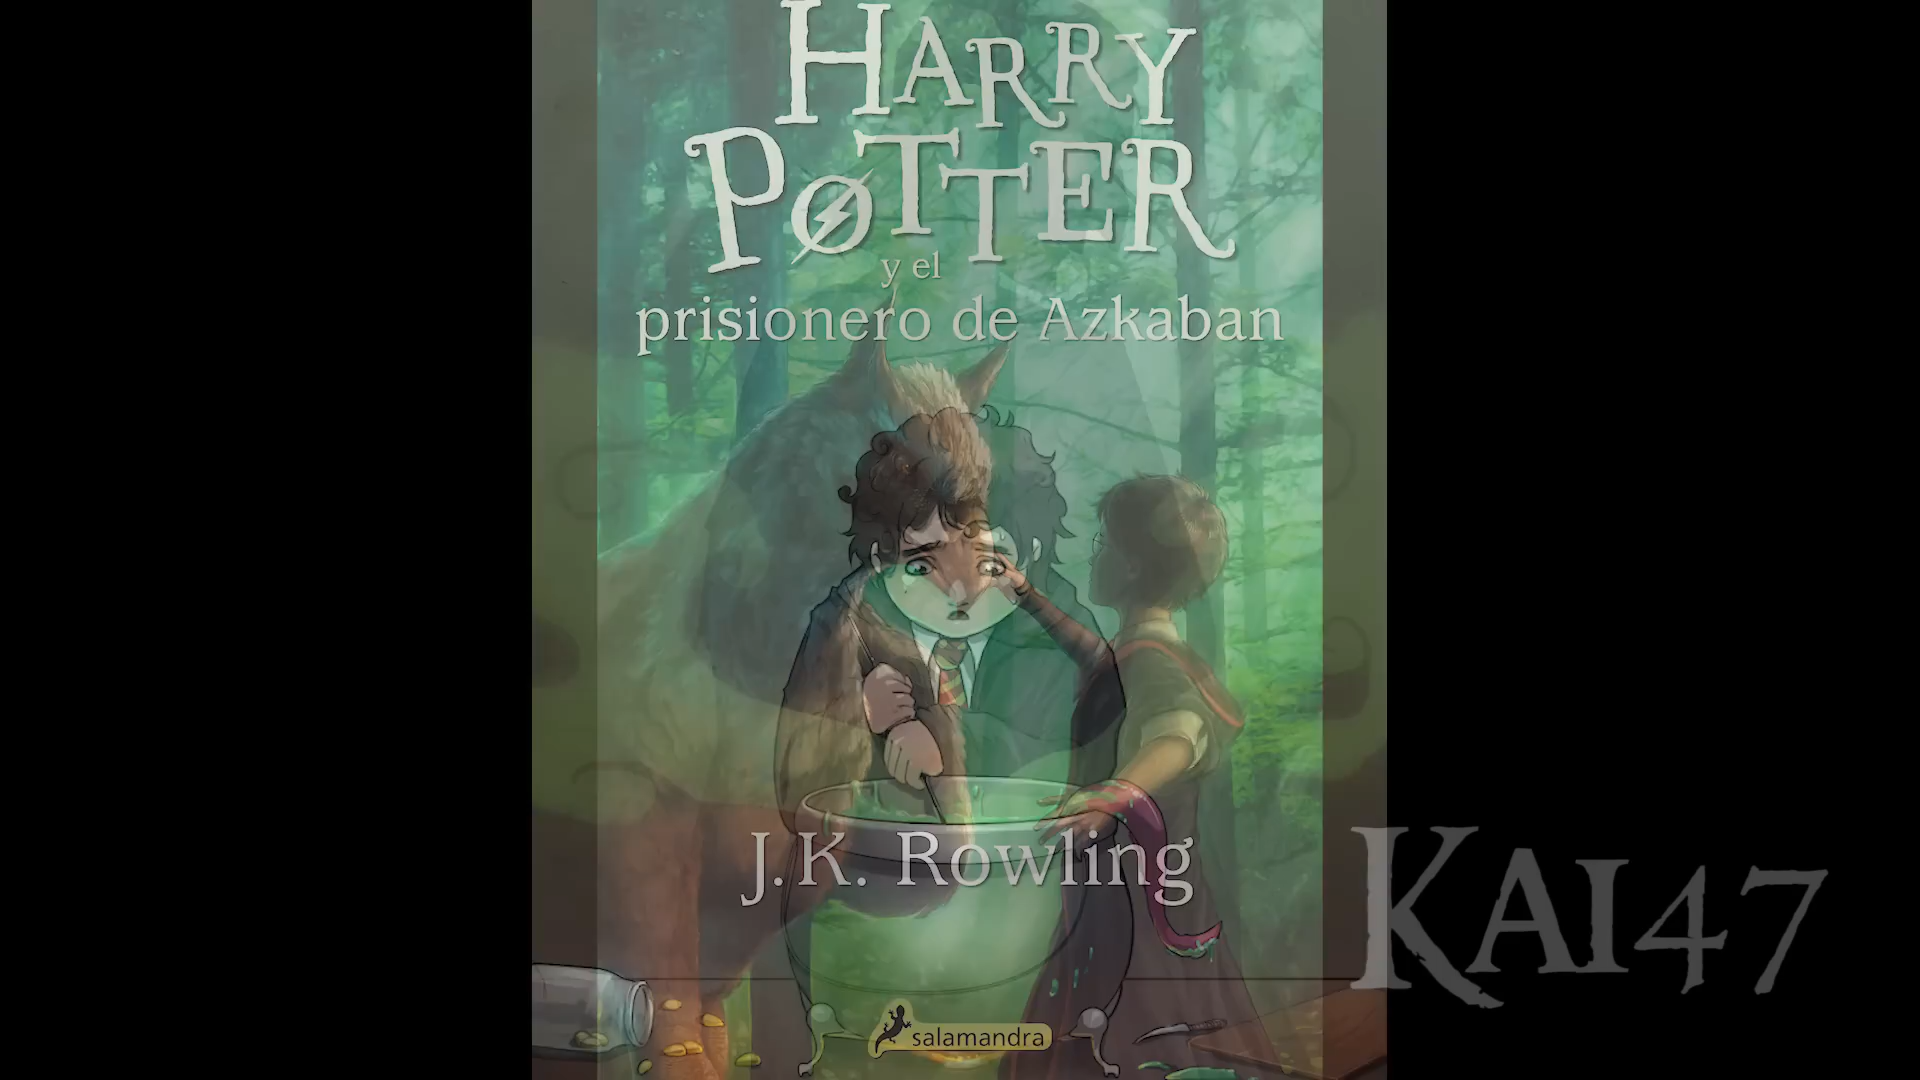 HARRY
POTTER
y el
prisionero de Azkaban
J.K. Rowling
KAI47
salamandra